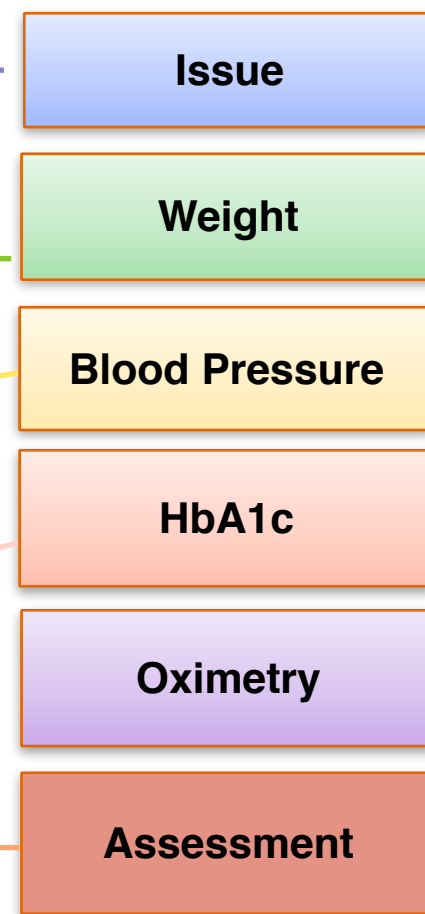 Issue
Weight
Blood Pressure
HbA1c
Oximetry
Assessment